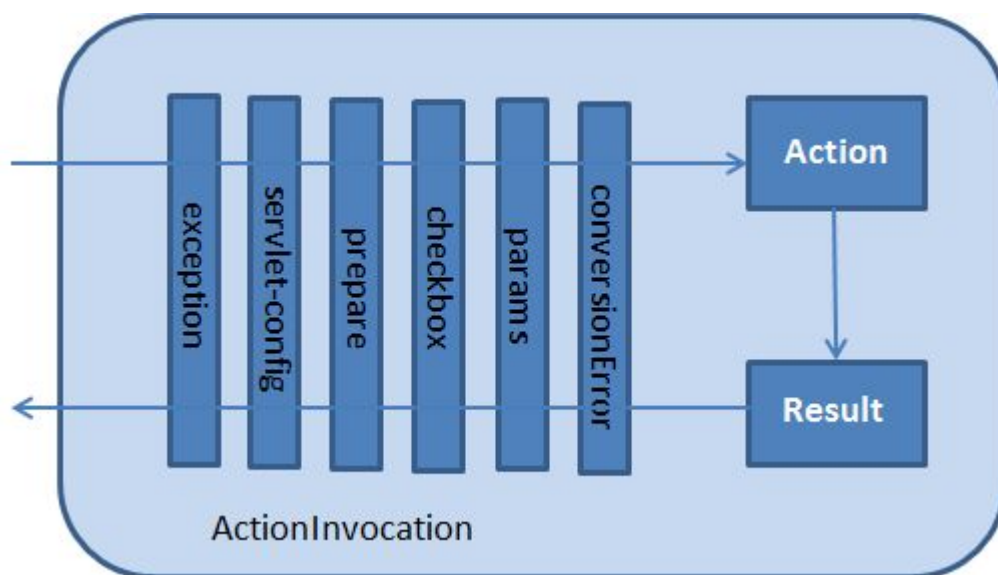 exception
servlet-config
prepare
checkbox
params
conversionError
Action
Result
ActionInvocation